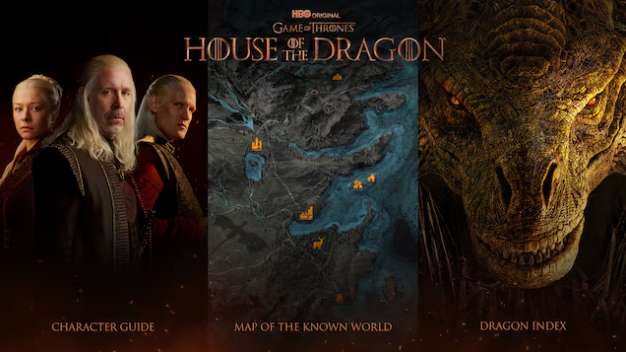 HBO ORIGINAL
GAME OF THRONES
HOUSE OF THE DRAGON
CHARACTER GUIDE
MAP OF THE KNOWN WORLD
DRAGON INDEX